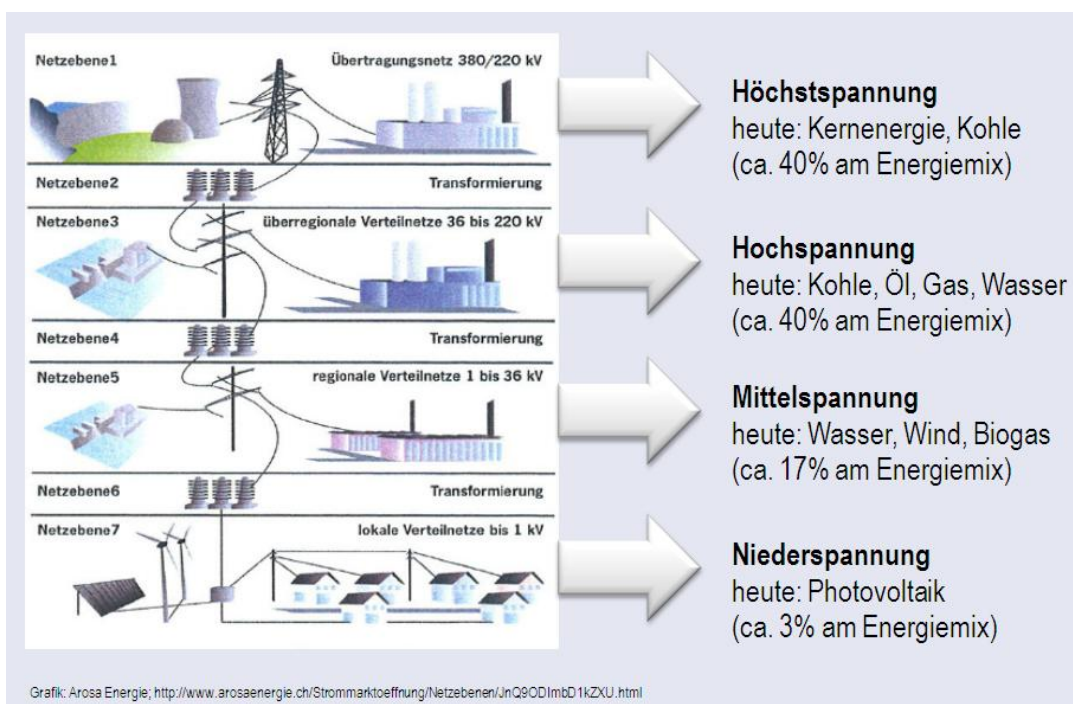 Netzebene1
Übertragungsnetz 380/220 kV
Netzebene2
Transformierung
Netzebene3
überregionale Verteilnetze 36 bis 220 kV
Netzebene4
Transformierung
Netzebene5
regionale Verteilnetze 1 bis 36 kV
Netzebene6
Transformierung
Netzebene7
lokale Verteilnetze bis 1 kV
Höchstspannung
heute: Kernenergie, Kohle
(ca. 40% am Energiemix)
Hochspannung
heute: Kohle, Öl, Gas, Wasser
(ca. 40% am Energiemix)
Mittelspannung
heute: Wasser, Wind, Biogas
(ca. 17% am Energiemix)
Niederspannung
heute: Photovoltaik
(ca. 3% am Energiemix)
Grafik: Arosa Energie; http://www.arosaenergie.ch/Strommarktoeffnung/Netzebenen/JnQ9ODImbD1kZXU.html